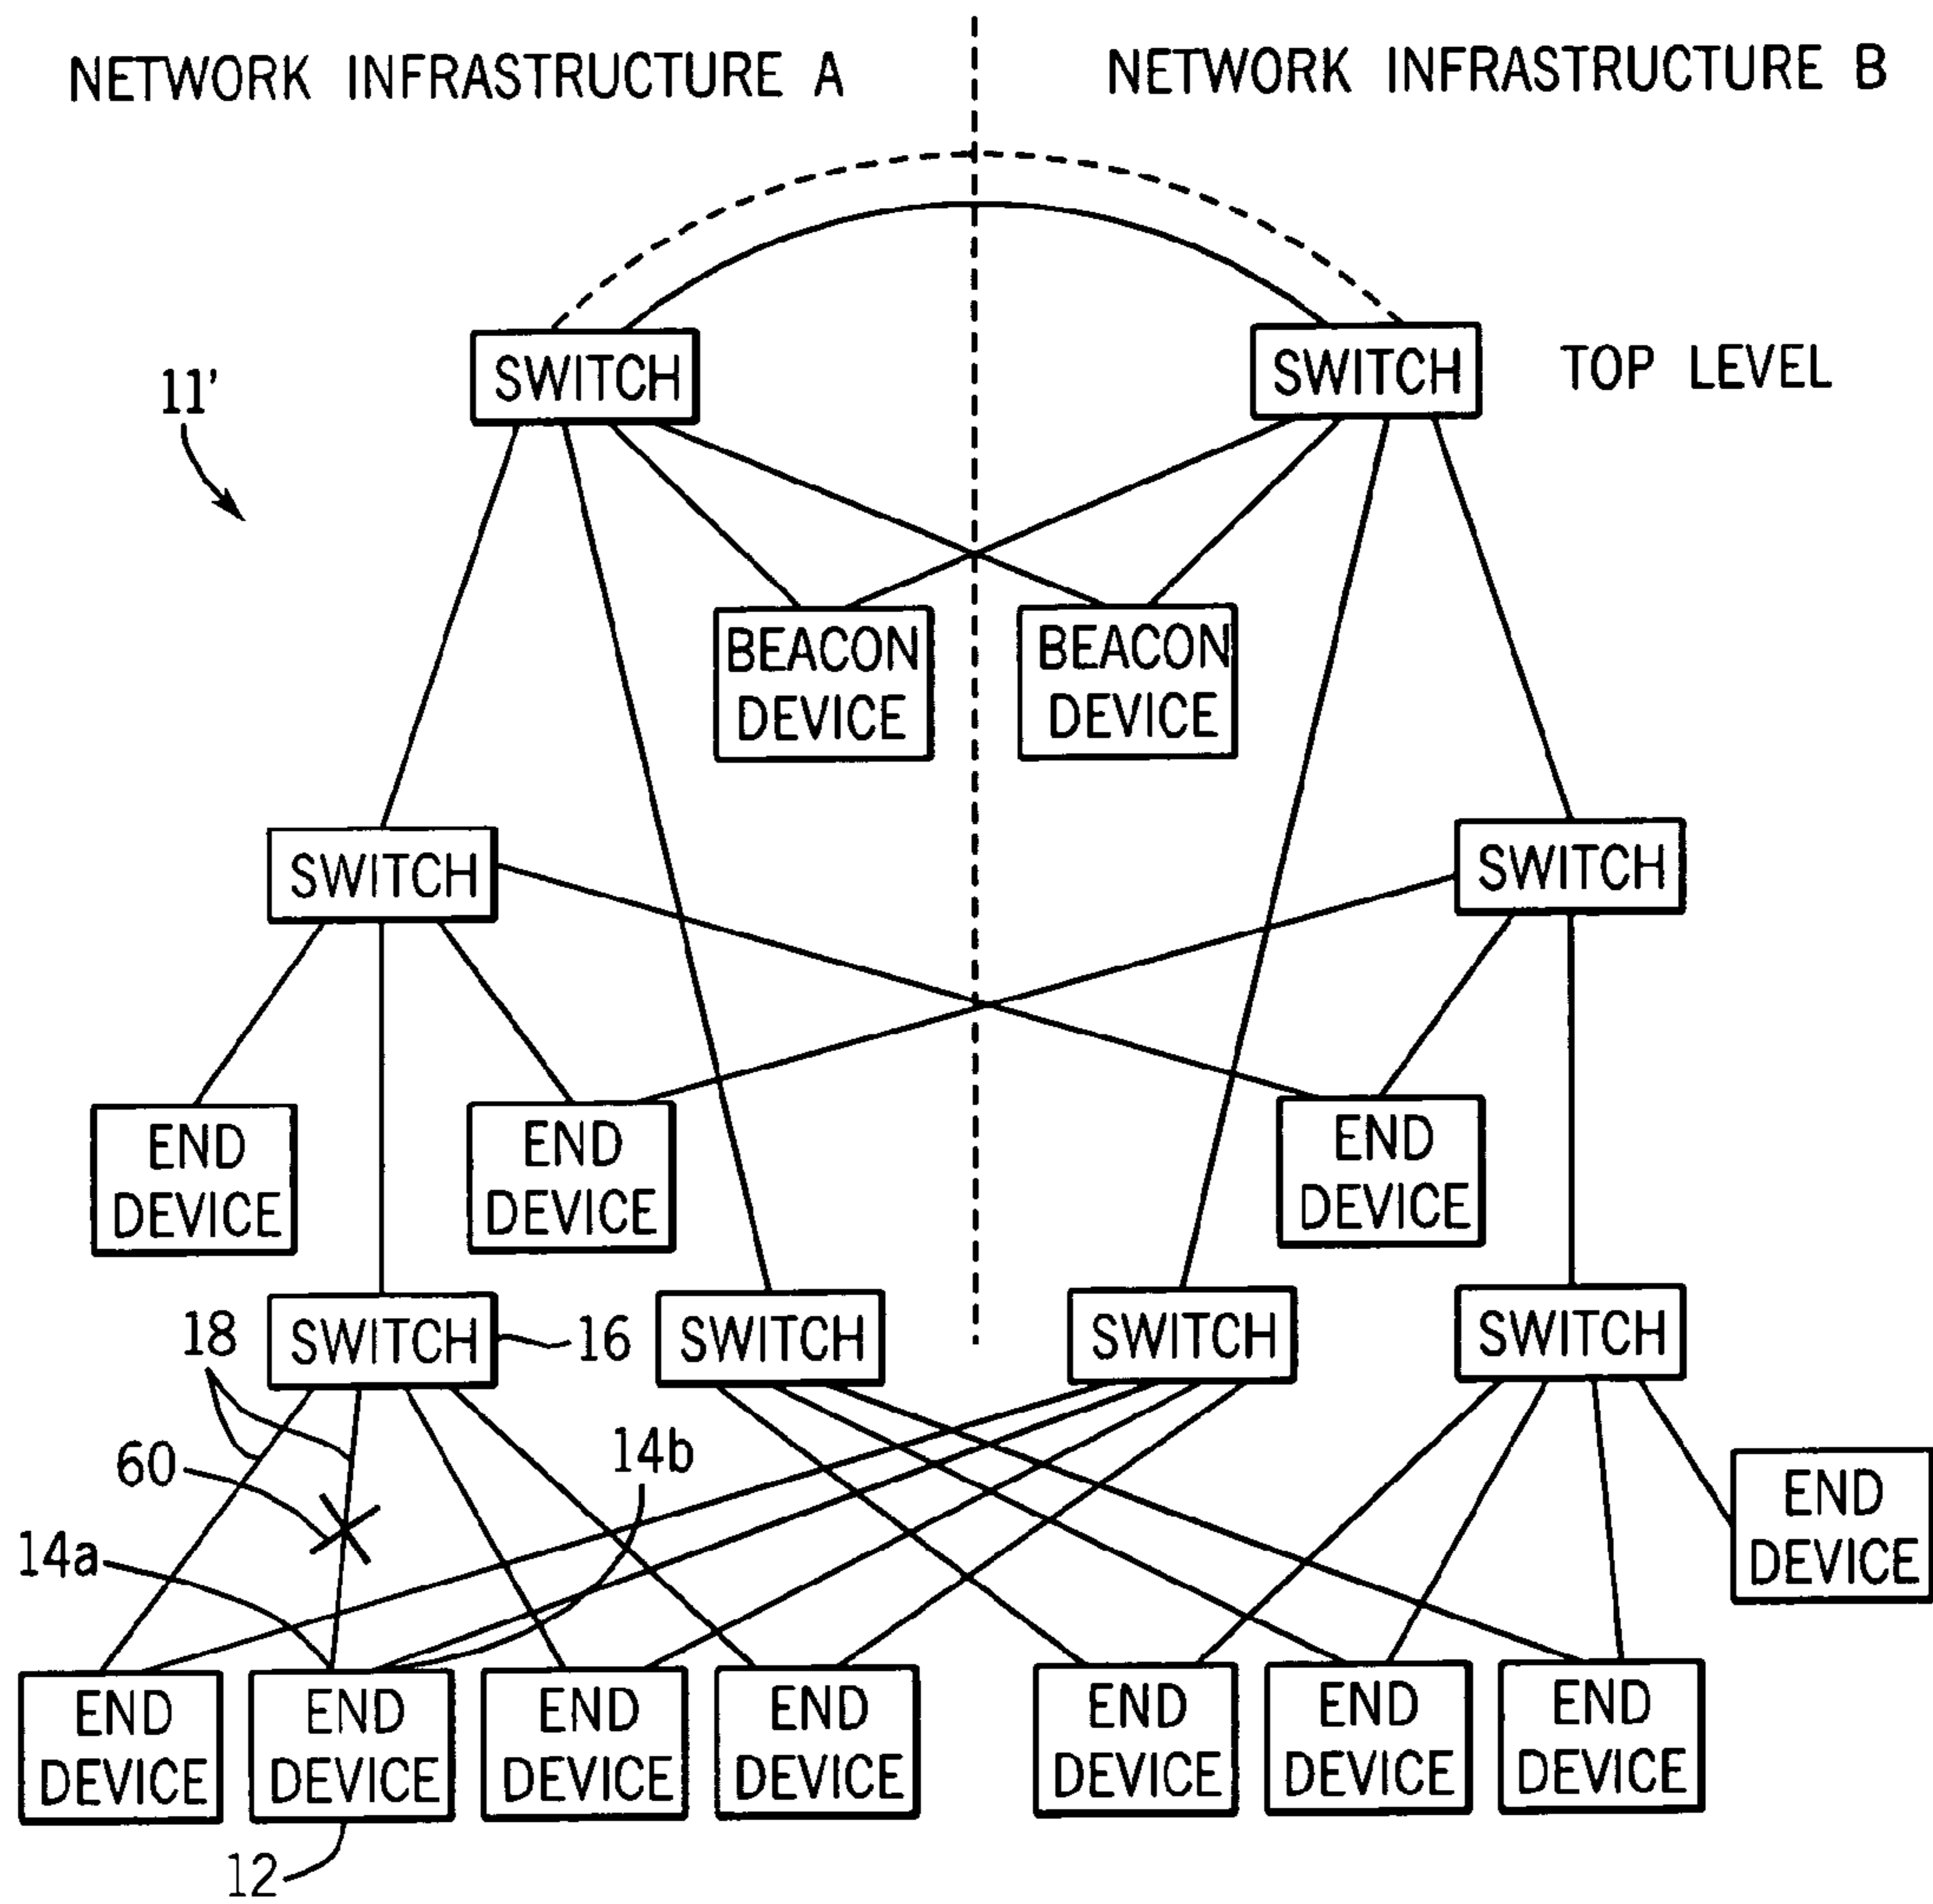 NETWORK INFRASTRUCTURE A
NETWORK INFRASTRUCTURE B
SWITCH
SWITCH
TOP LEVEL
11'
BEACON
DEVICE
BEACON
DEVICE
SWITCH
SWITCH
END
DEVICE
END
DEVICE
END
DEVICE
18
SWITCH
16
SWITCH
SWITCH
SWITCH
60
14b
14a
END
DEVICE
END
DEVICE
END
DEVICE
END
DEVICE
END
DEVICE
END
DEVICE
END
DEVICE
END
DEVICE
12